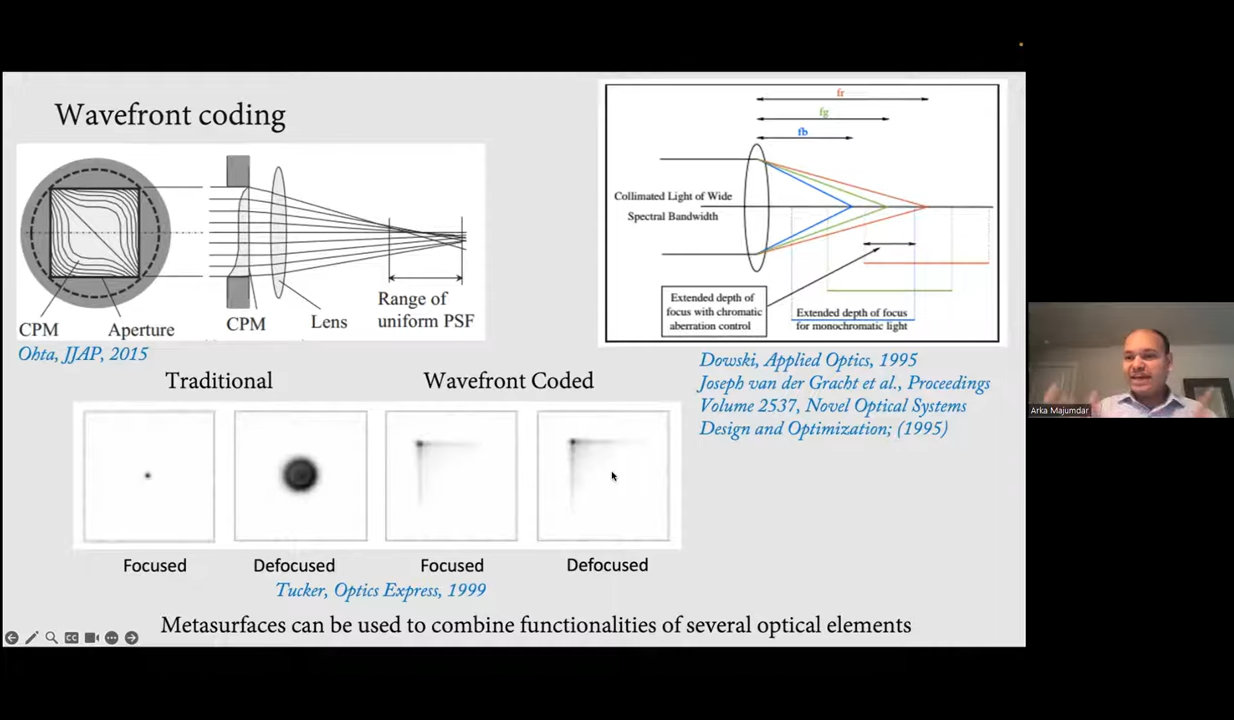 Wavefront coding
CPM
Aperture
CPM
Lens
Range of
uniform PSF
Ohta, JJAP, 2015
fr
fg
fb
Collimated Light of Wide
Spectral Bandwidth
Extended depth of
focus with chromatic
aberration control
Extended depth of focus
for monochromatic light
Dowski, Applied Optics, 1995
Joseph van der Gracht et al., Proceedings
Volume 2537, Novel Optical Systems
Design and Optimization; (1995)
Traditional
Wavefront Coded
Focused
Defocused
Focused
Defocused
Tucker, Optics Express, 1999
Metasurfaces can be used to combine functionalities of several optical elements
CC
Arka Majumdar